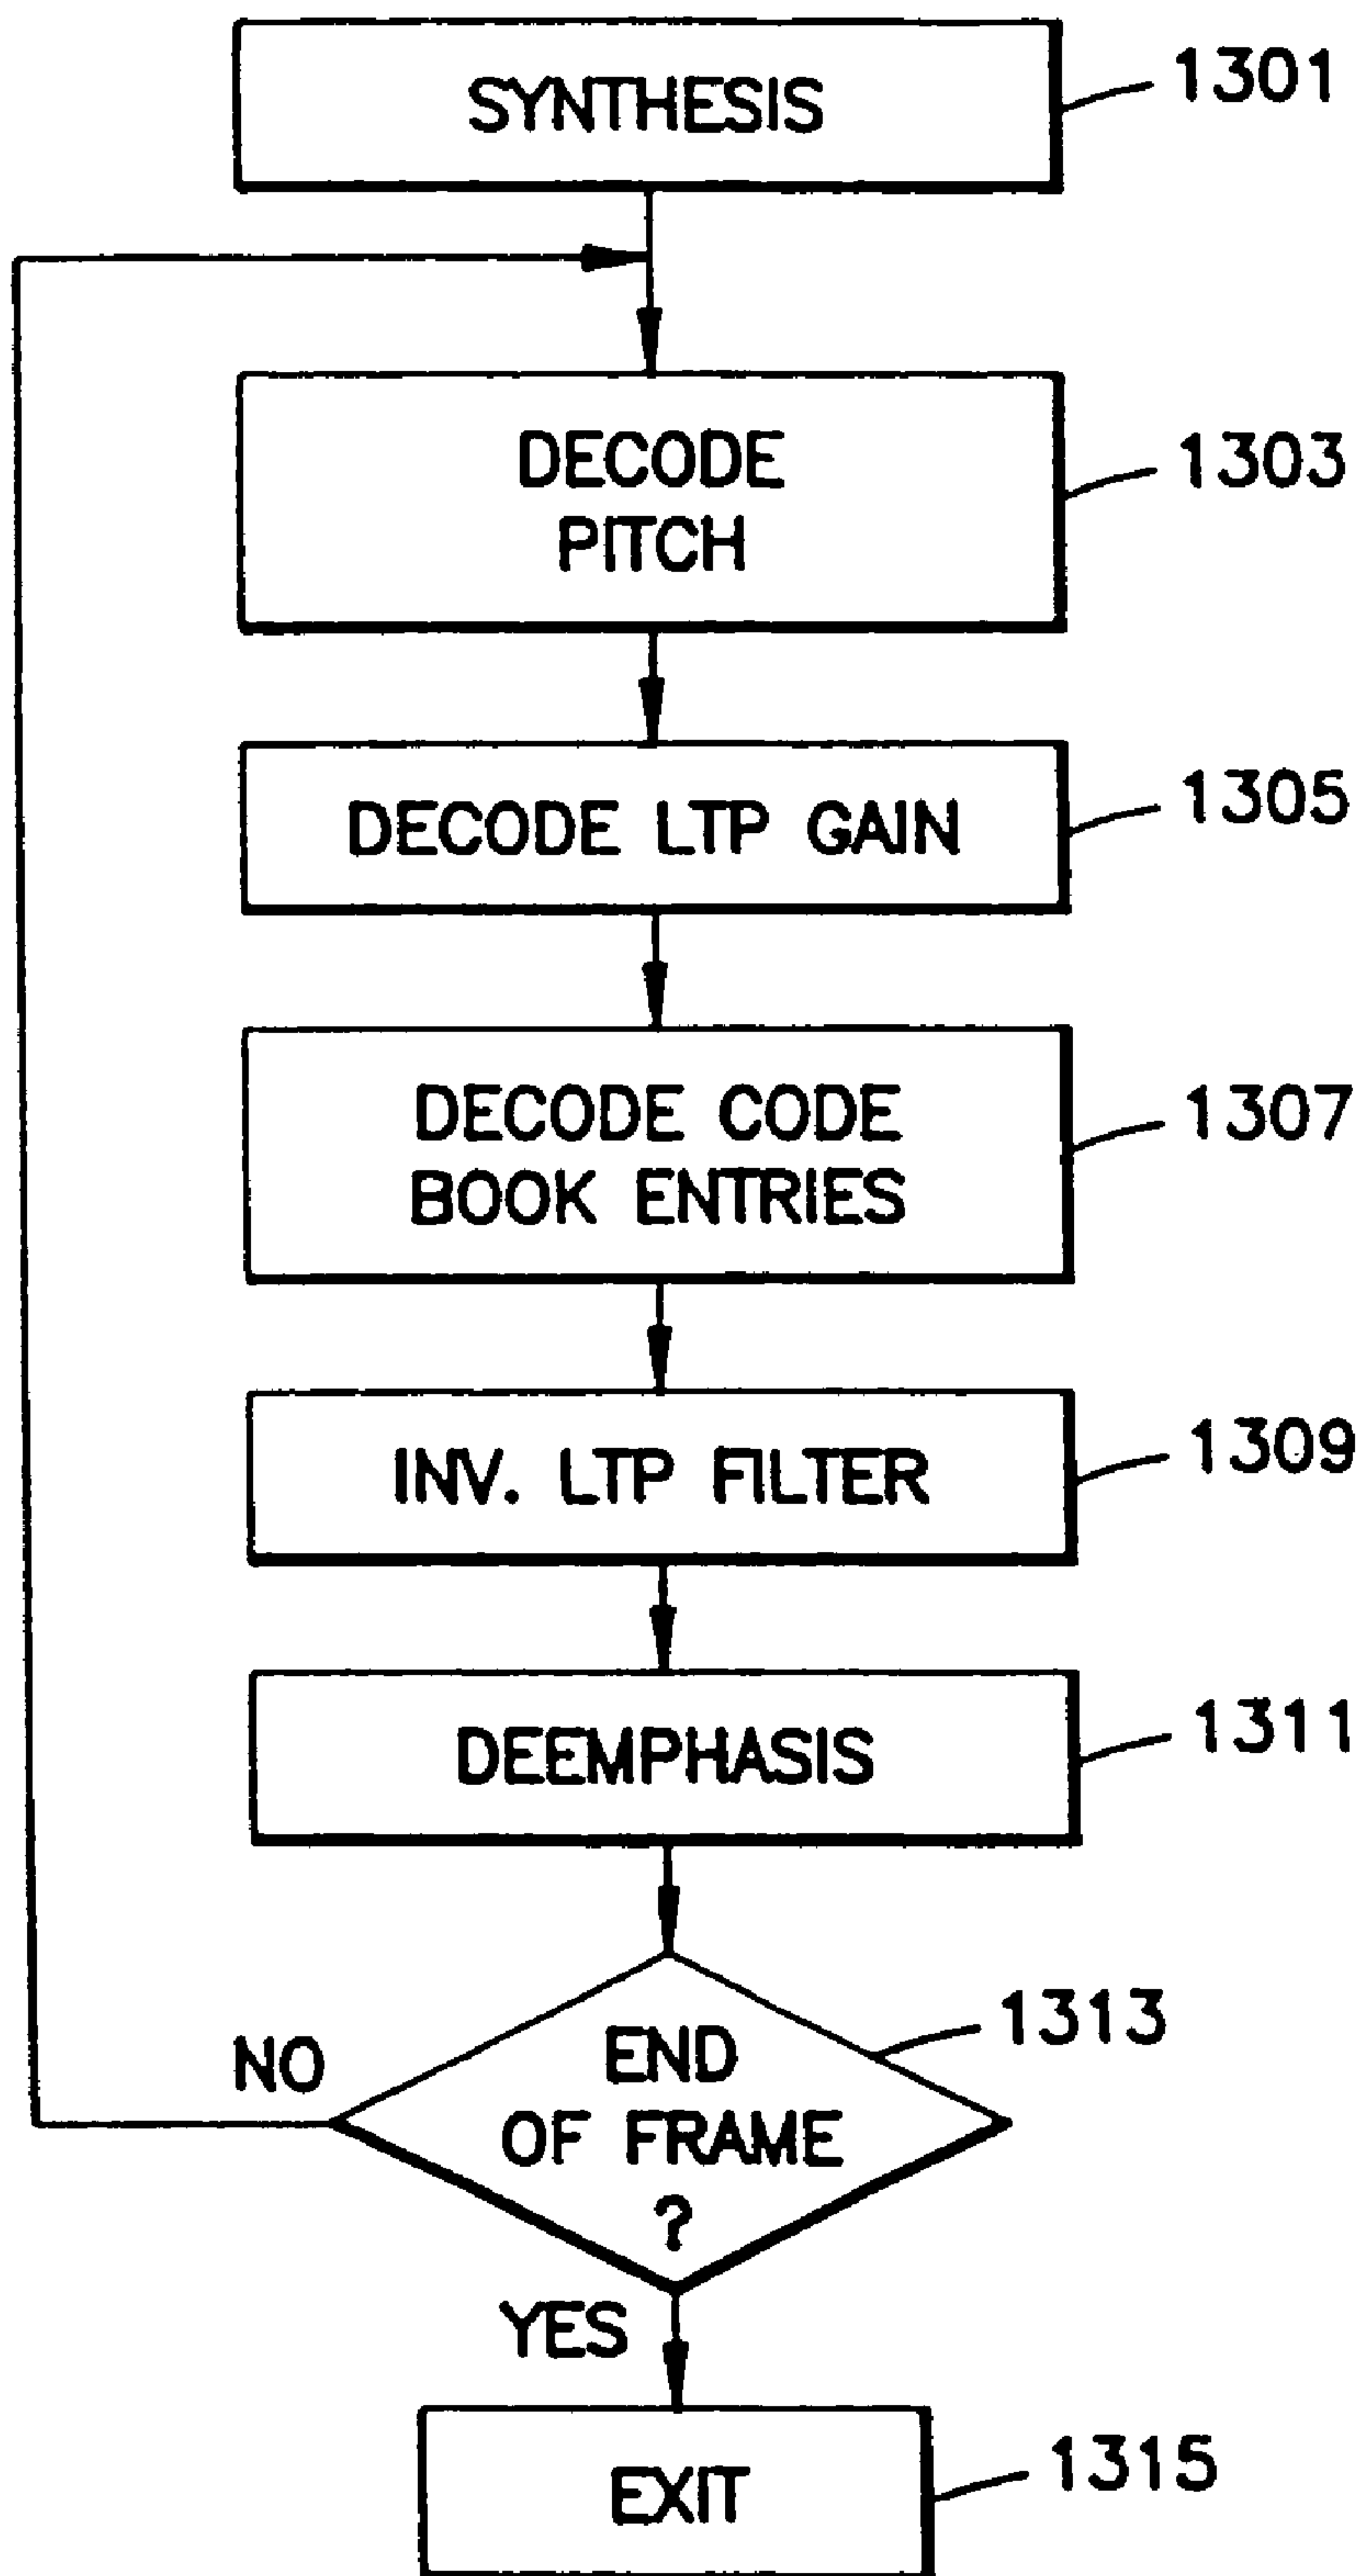 SYNTHESIS
1301
DECODE
PITCH
1303
DECODE LTP GAIN
1305
DECODE CODE
BOOK ENTRIES
1307
INV. LTP FILTER
1309
DEEMPHASIS
1311
END
OF FRAME
?
1313
NO
YES
EXIT
1315